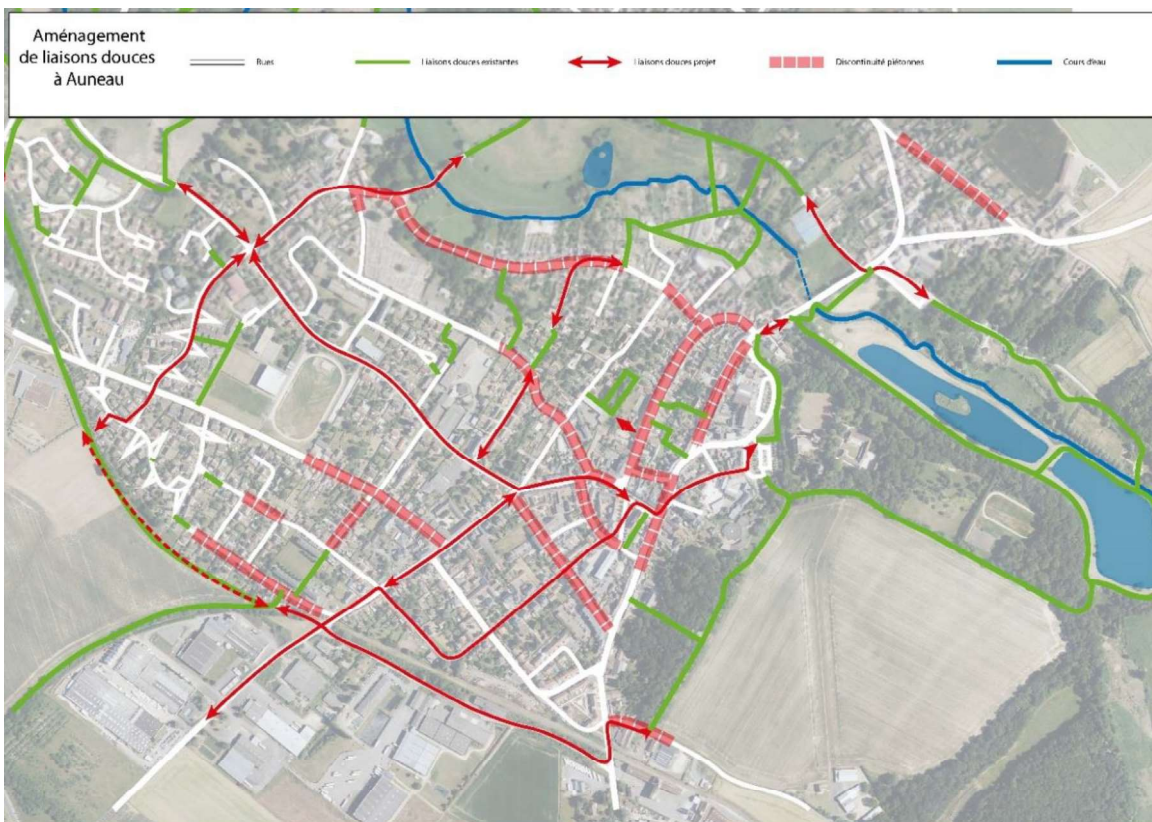 Aménagement
de liaisons douces
à Auneau
Rues
Liaisons douces existantes
Liaisons douces projet
Discontinuité piétonnes
Cours d'eau